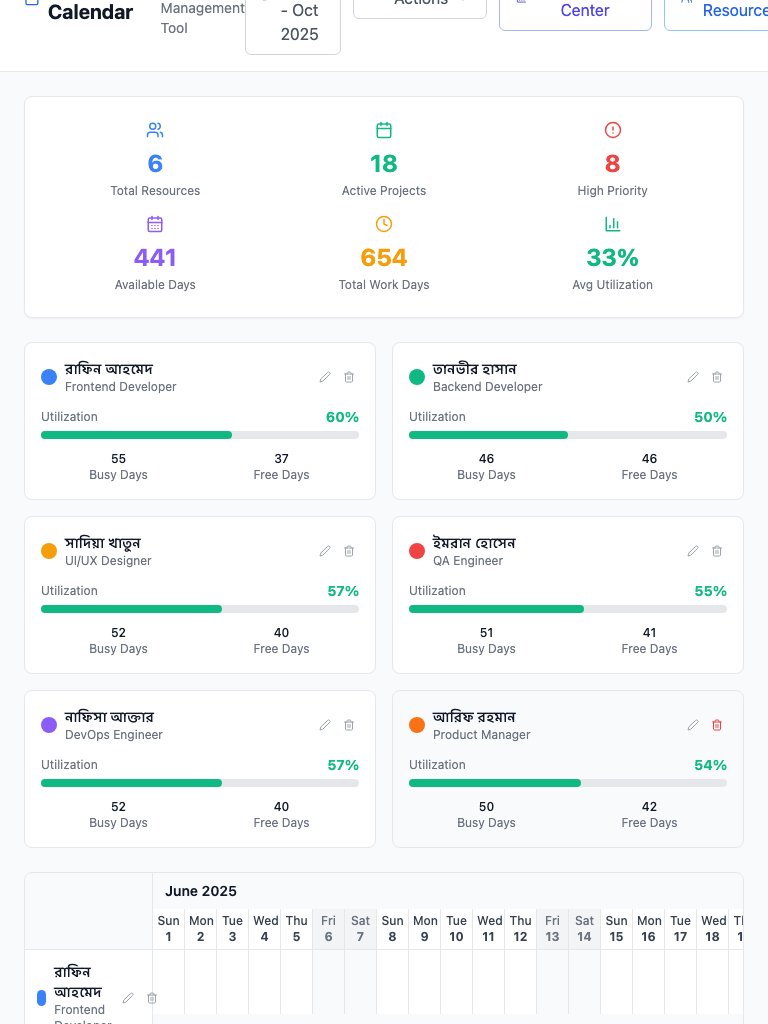 Calendar
Management
Tool
- Oct
2025
Actions
Center
Resource
6
Total Resources
18
Active Projects
8
High Priority
441
Available Days
654
Total Work Days
33%
Avg Utilization
রাফিন আহমেদ
Frontend Developer
Utilization 60%
55 37
Busy Days Free Days
তানভীর হাসান
Backend Developer
Utilization 50%
46 46
Busy Days Free Days
সাদিয়া খাতুন
UI/UX Designer
Utilization 57%
52 40
Busy Days Free Days
ইমরান হোসেন
QA Engineer
Utilization 55%
51 41
Busy Days Free Days
নাফিসা আক্তার
DevOps Engineer
Utilization 57%
52 40
Busy Days Free Days
আরিফ রহমান
Product Manager
Utilization 54%
50 42
Busy Days Free Days
June 2025
Sun Mon Tue Wed Thu Fri Sat Sun Mon Tue Wed Thu Fri Sat Sun Mon Tue Wed
1 2 3 4 5 6 7 8 9 10 11 12 13 14 15 16 17 18
রাফিন
আহমেদ
Frontend
Developer